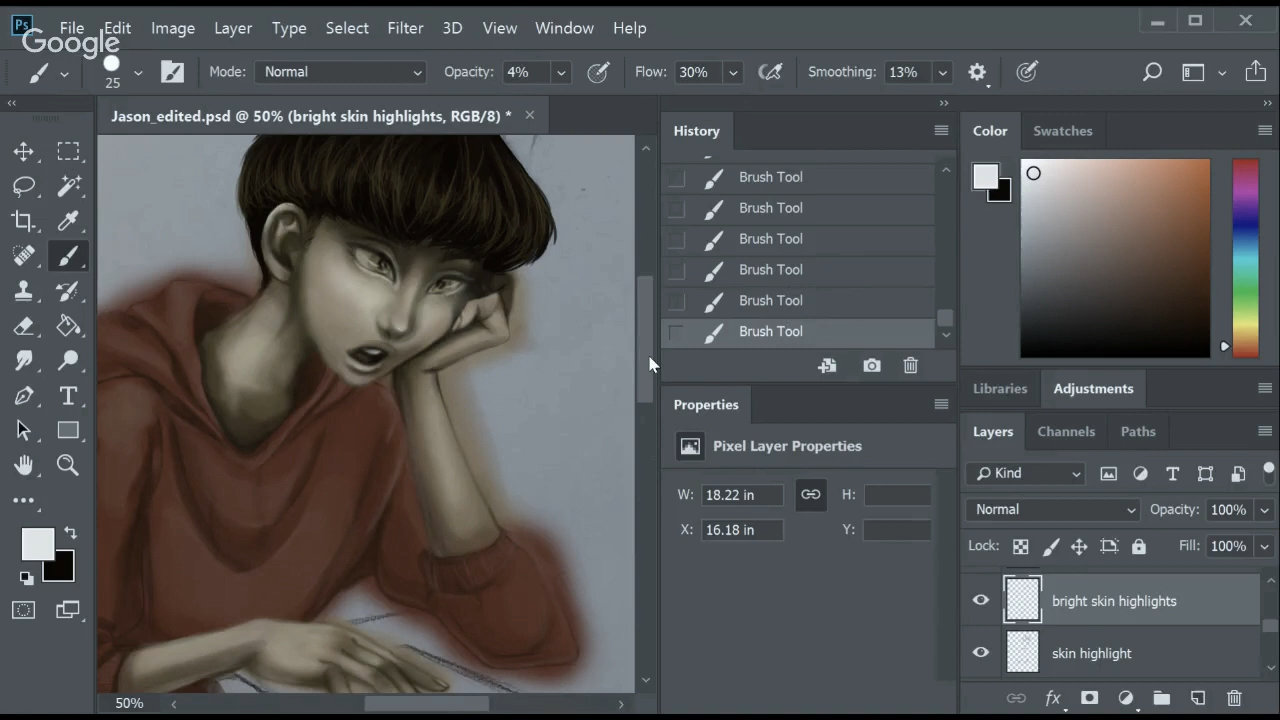 Ps File Edit Image Layer Type Select Filter 3D View Window Help
Google
25 Mode: Normal Opacity: 4% Flow: 30% Smoothing: 13%
Jason_edited.psd @ 50% (bright skin highlights, RGB/8) *
History
Brush Tool
Brush Tool
Brush Tool
Brush Tool
Brush Tool
Brush Tool
Properties
Pixel Layer Properties
W: 18.22 in H:
X: 16.18 in Y:
Color Swatches
Libraries Adjustments
Layers Channels Paths
Kind
Normal Opacity: 100%
Lock: Fill: 100%
bright skin highlights
skin highlight
fx
50%